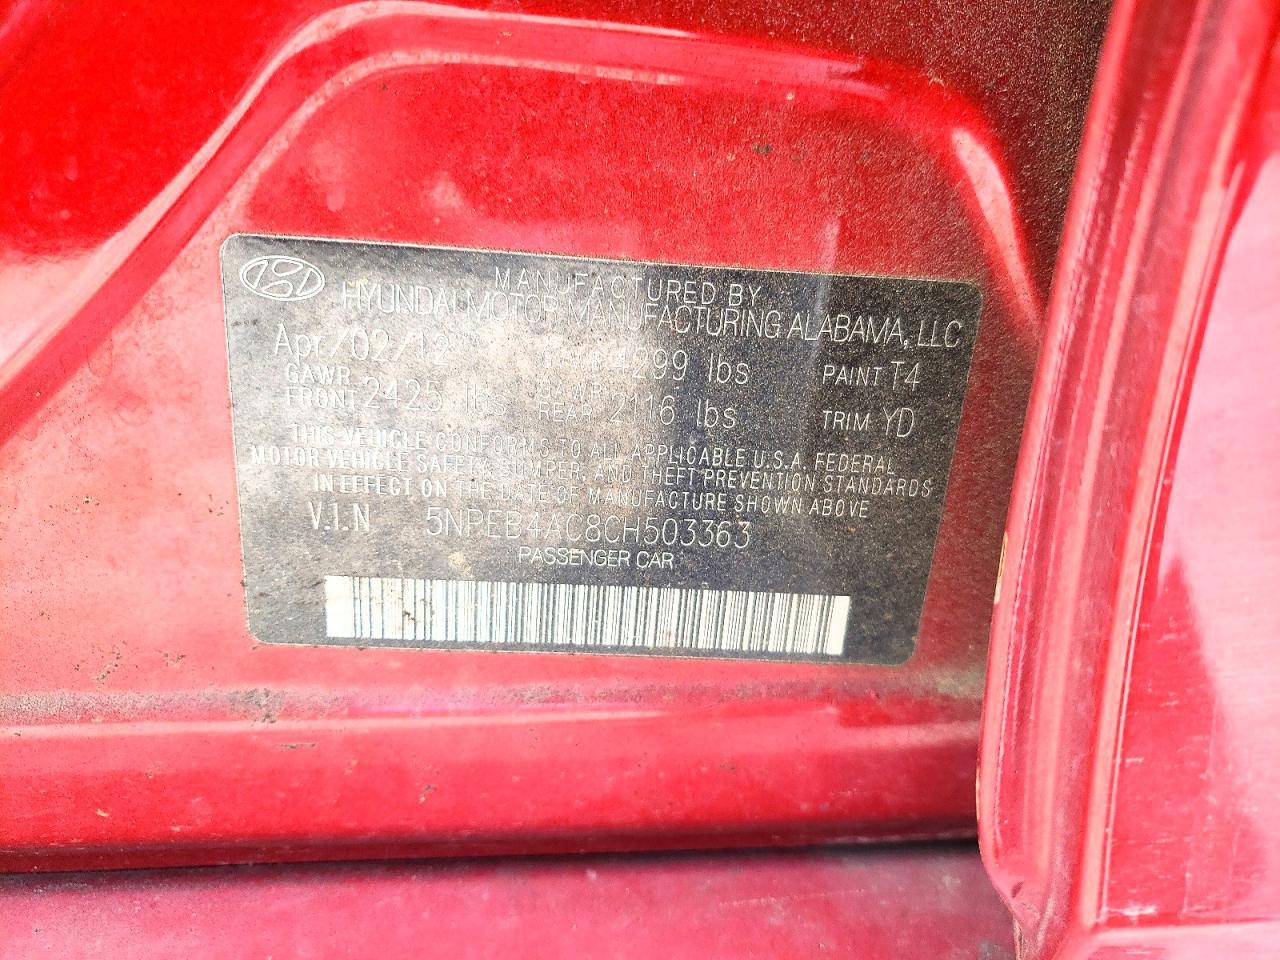 MANUFACTURED BY
HYUNDAI MOTOR MANUFACTURING ALABAMA, LLC
Apr/02/12 4299 lbs PAINT T4
GAWR FRONT 2425 lbs GAWR REAR 2116 lbs TRIM YD
THIS VEHICLE CONFORMS TO ALL APPLICABLE U.S.A. FEDERAL
MOTOR VEHICLE SAFETY, BUMPER, AND THEFT PREVENTION STANDARDS
IN EFFECT ON THE DATE OF MANUFACTURE SHOWN ABOVE
V.I.N 5NPEB4AC8CH503363
PASSENGER CAR